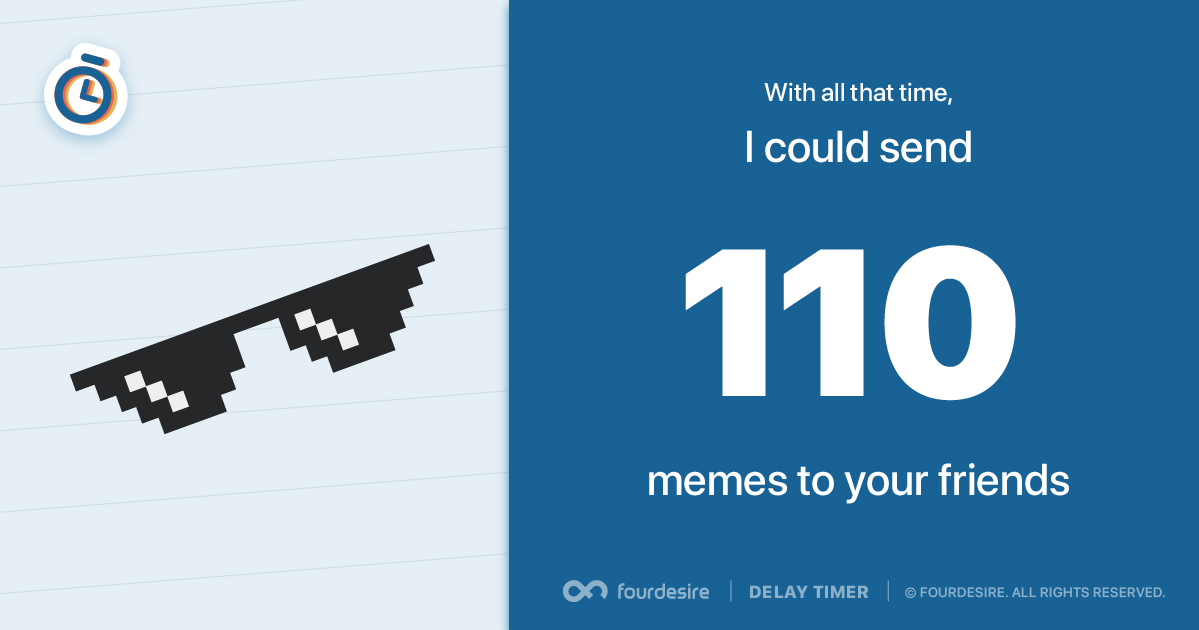 With all that time,
I could send
110
memes to your friends
fourdesire | DELAY TIMER | © FOURDESIRE. ALL RIGHTS RESERVED.